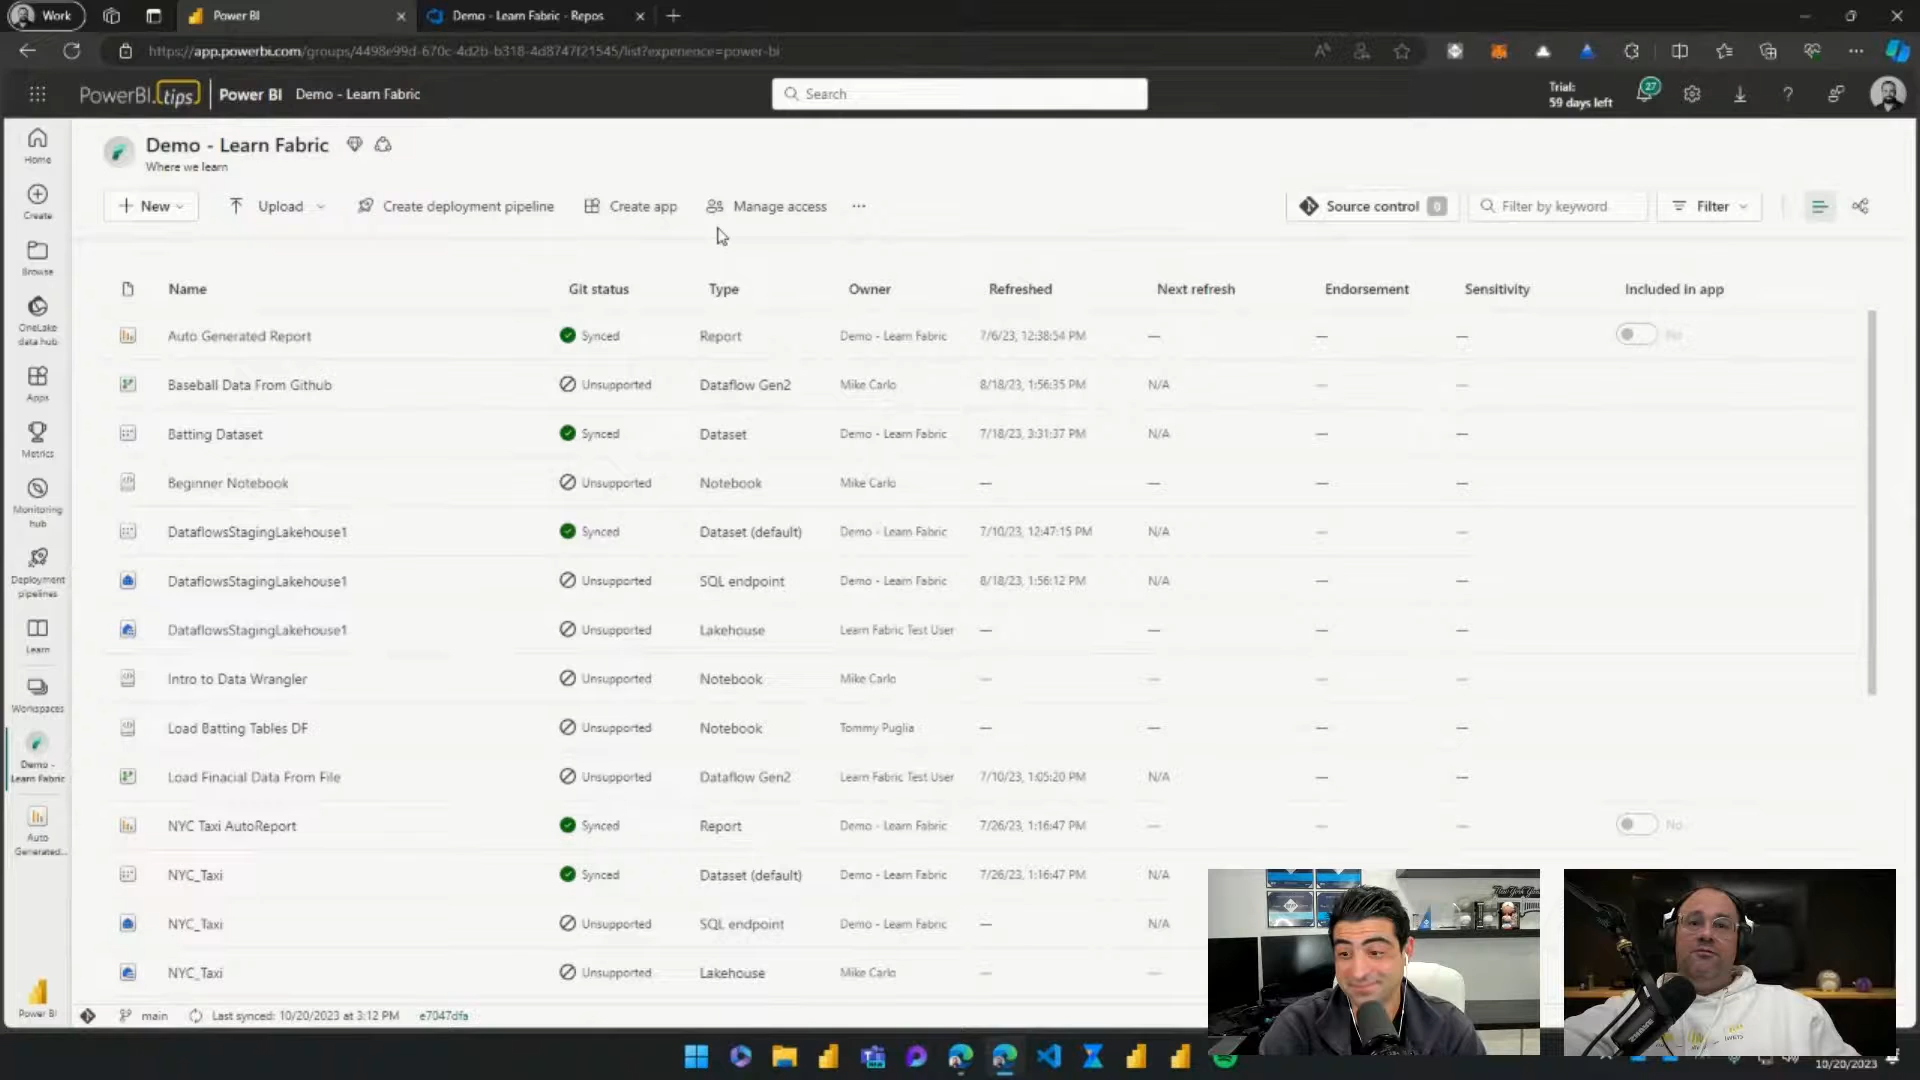 Work
Power BI
Demo - Learn Fabric - Repos
https://app.powerbi.com/groups/4498e99d-670c-4d2b-b318-4d8747f21545/list?experience=power-bi
PowerBI.tips
Power BI
Demo - Learn Fabric
Search
Trial:
59 days left
27
Demo - Learn Fabric
Where we learn
New
Upload
Create deployment pipeline
Create app
Manage access
Source control 0
Filter by keyword
Filter
Home
Create
Browse
OneLake
data hub
Apps
Metrics
Monitoring
hub
Deployment
pipelines
Learn
Workspaces
Demo -
Learn Fabric
Auto
Generated...
Power BI
Name Git status Type Owner Refreshed Next refresh Endorsement Sensitivity Included in app
Auto Generated Report Synced Report Demo - Learn Fabric 7/6/23, 12:38:54 PM — — — No
Baseball Data From Github Unsupported Dataflow Gen2 Mike Carlo 8/18/23, 1:56:35 PM N/A — —
Batting Dataset Synced Dataset Demo - Learn Fabric 7/18/23, 3:31:37 PM N/A — —
Beginner Notebook Unsupported Notebook Mike Carlo — — — —
DataflowsStagingLakehouse1 Synced Dataset (default) Demo - Learn Fabric 7/10/23, 12:47:15 PM N/A — —
DataflowsStagingLakehouse1 Unsupported SQL endpoint Demo - Learn Fabric 8/18/23, 1:56:12 PM N/A — —
DataflowsStagingLakehouse1 Unsupported Lakehouse Learn Fabric Test User — — — —
Intro to Data Wrangler Unsupported Notebook Mike Carlo — — — —
Load Batting Tables DF Unsupported Notebook Tommy Puglia — — — —
Load Finacial Data From File Unsupported Dataflow Gen2 Learn Fabric Test User 7/10/23, 1:05:20 PM N/A — —
NYC Taxi AutoReport Synced Report Demo - Learn Fabric 7/26/23, 1:16:47 PM — — — No
NYC_Taxi Synced Dataset (default) Demo - Learn Fabric 7/26/23, 1:16:47 PM N/A
NYC_Taxi Unsupported SQL endpoint Demo - Learn Fabric — N/A
NYC_Taxi Unsupported Lakehouse Mike Carlo — —
main Last synced: 10/20/2023 at 3:12 PM e7047dfa
10/20/2023